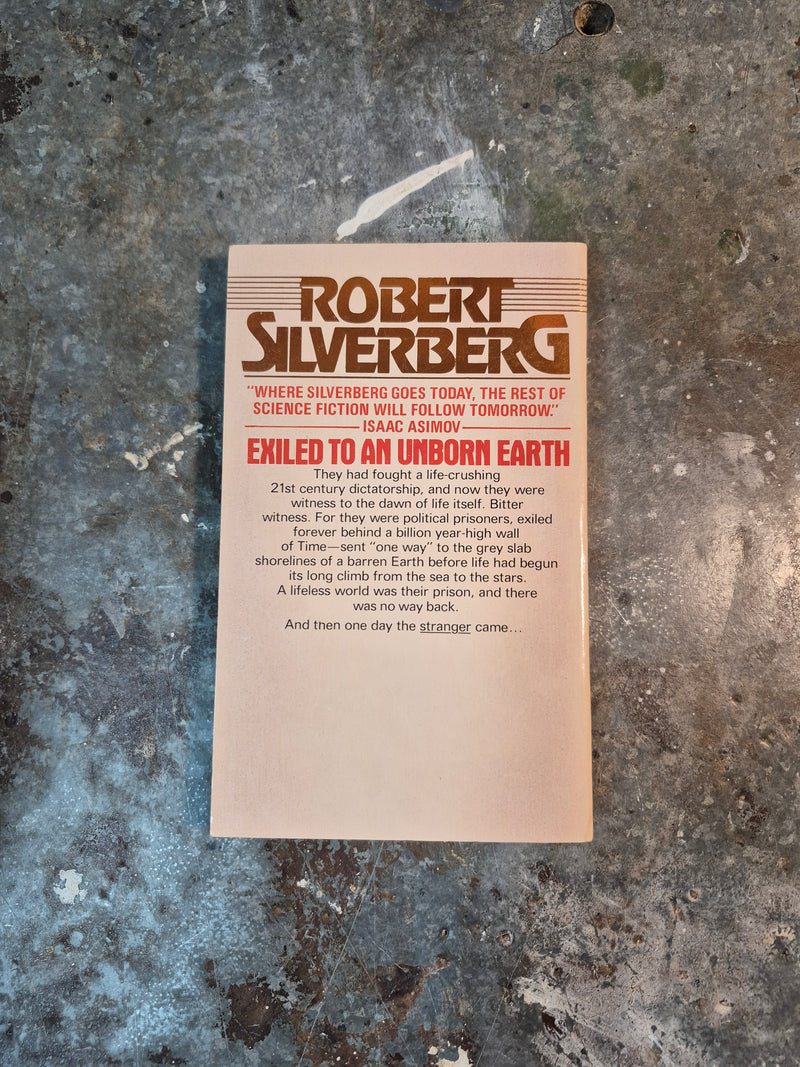 ROBERT
SILVERBERG
"WHERE SILVERBERG GOES TODAY, THE REST OF
SCIENCE FICTION WILL FOLLOW TOMORROW."
ISAAC ASIMOV
EXILED TO AN UNBORN EARTH
They had fought a life-crushing
21st century dictatorship, and now they were
witness to the dawn of life itself. Bitter
witness. For they were political prisoners, exiled
forever behind a billion year-high wall
of Time—sent "one way" to the grey slab
shorelines of a barren Earth before life had begun
its long climb from the sea to the stars.
A lifeless world was their prison, and there
was no way back.
And then one day the stranger came...